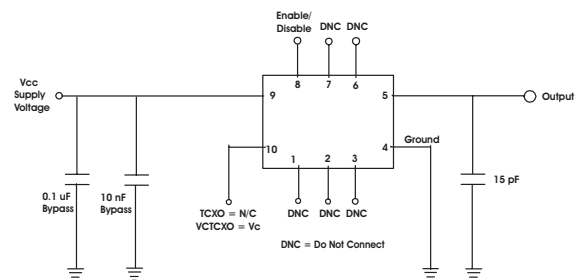 Enable/
Disable
DNC
DNC
8
7
6
Vcc
Supply
Voltage
9
5
Output
10
4
Ground
1
2
3
0.1 uF
Bypass
10 nF
Bypass
15 pF
TCXO = N/C
VCTCXO = Vc
DNC
DNC
DNC
DNC = Do Not Connect